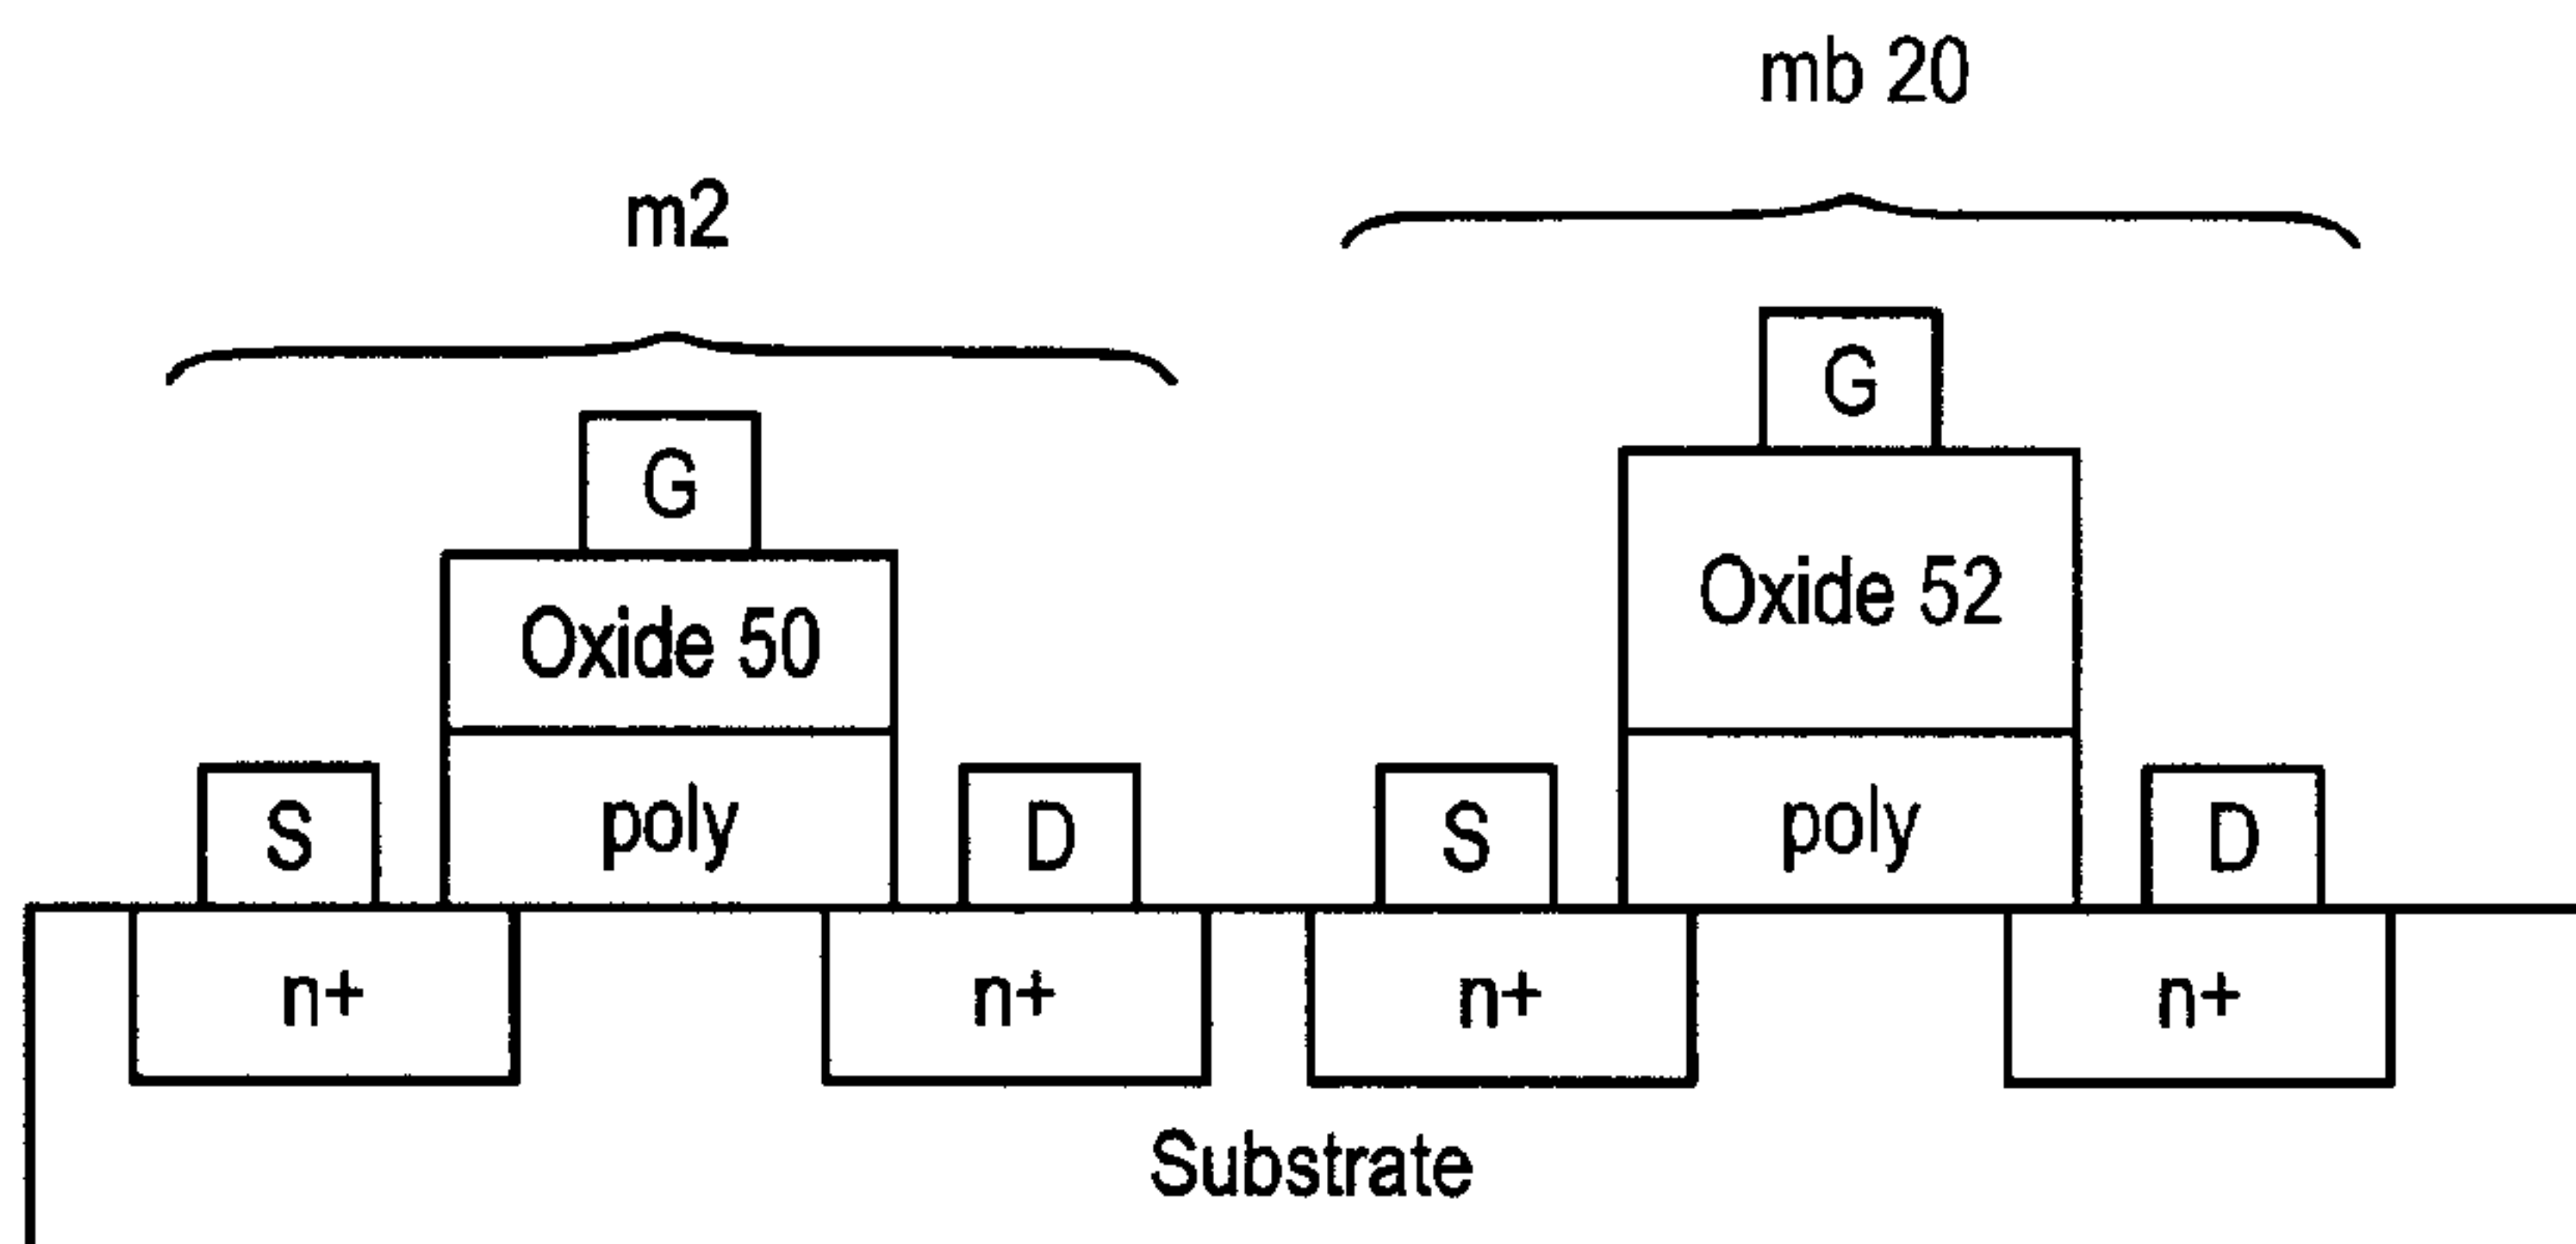 mb 20
m2
G
G
Oxide 52
Oxide 50
S
poly
D
S
poly
D
n+
n+
n+
n+
Substrate